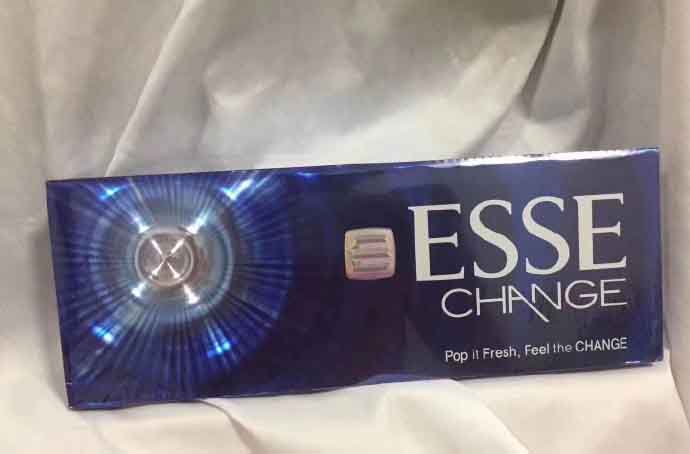 ESSE
CHANGE
Pop it Fresh, Feel the CHANGE